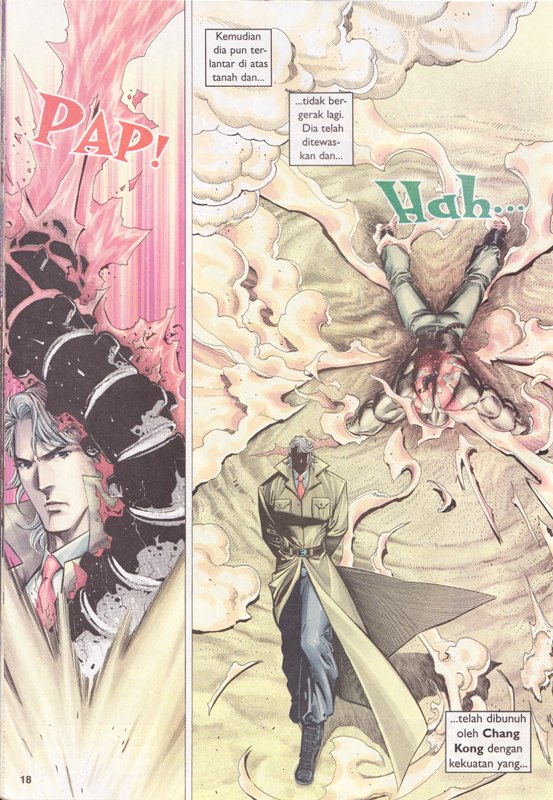 PAP!
Kemudian
dia pun ter-
lantar di atas
tanah dan...
...tidak ber-
gerak lagi.
Dia telah
ditewas-
kan dan...
Hah...
...telah dibunuh
oleh Chang
Kong dengan
kekuatan yang...
18